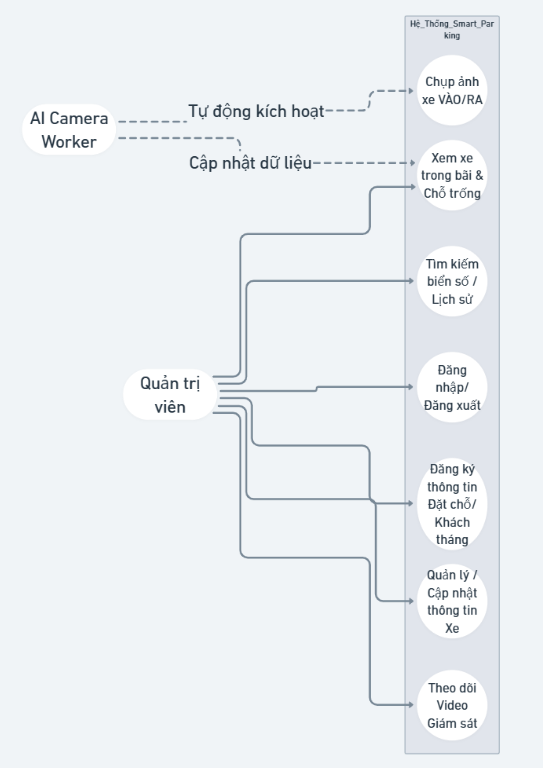 Hệ_Thống_Smart_Par
king
Chụp ảnh
xe VÀO/RA
Tự động kích hoạt
AI Camera
Worker
Cập nhật dữ liệu
Xem xe
trong bãi &
Chỗ trống
Tìm kiếm
biển số /
Lịch sử
Quản trị
viên
Đăng
nhập/
Đăng xuất
Đăng ký
thông tin
Đặt chỗ/
Khách
tháng
Quản lý /
Cập nhật
thông tin
Xe
Theo dõi
Video
Giám sát